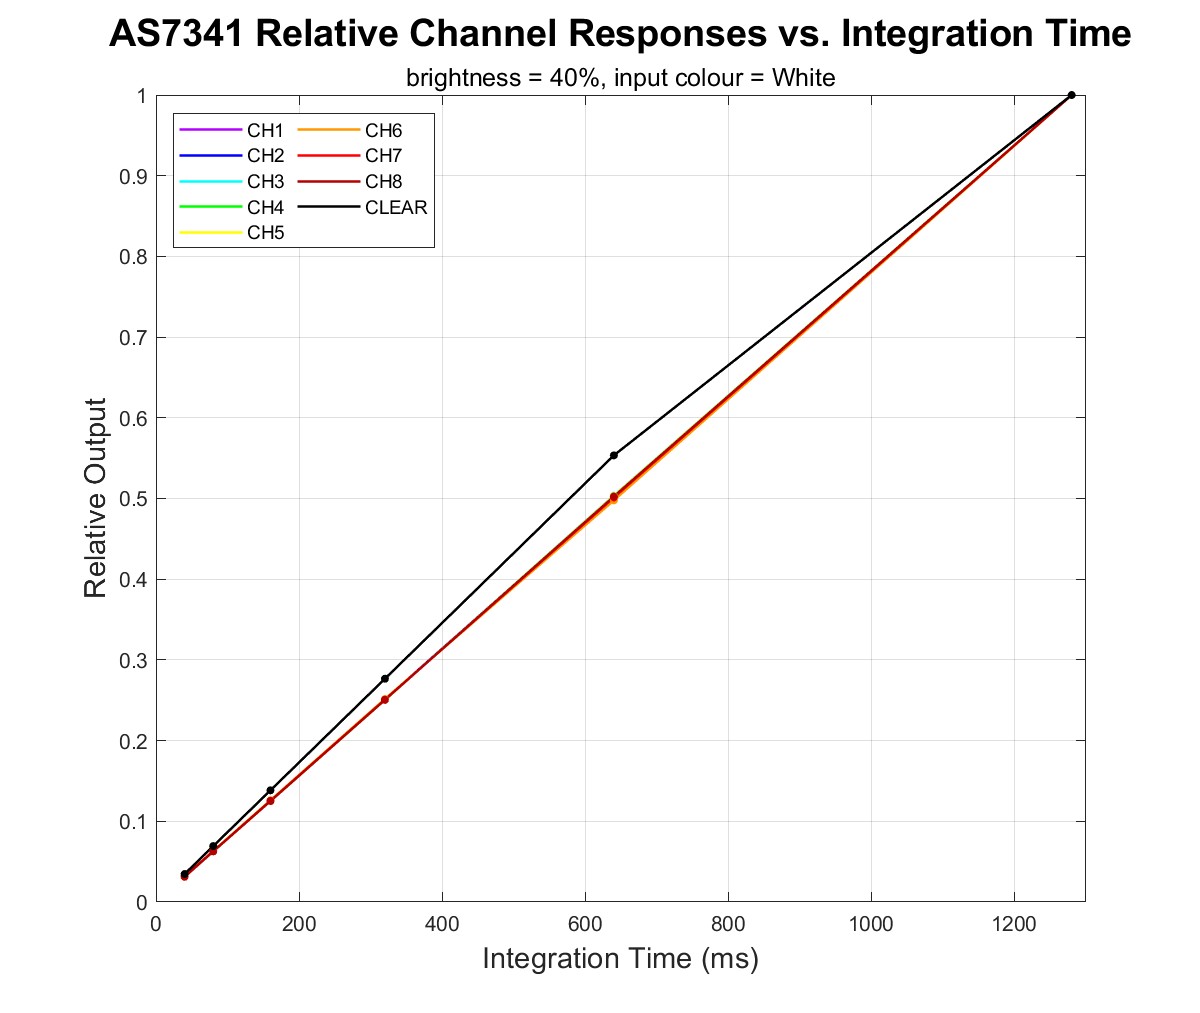 AS7341 Relative Channel Responses vs. Integration Time
brightness = 40%, input colour = White
CH1
CH2
CH3
CH4
CH5
CH6
CH7
CH8
CLEAR
Relative Output
1
0.9
0.8
0.7
0.6
0.5
0.4
0.3
0.2
0.1
0
0 200 400 600 800 1000 1200
Integration Time (ms)